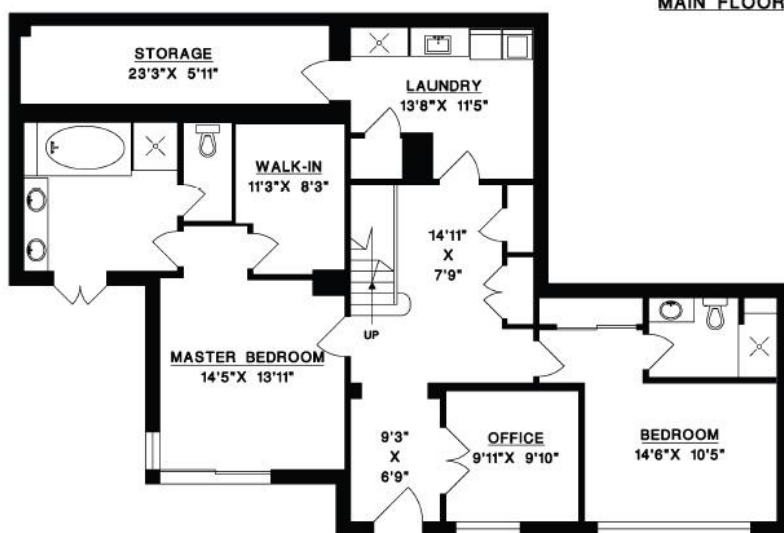 MAIN FLOOR
STORAGE
23'3"X 5'11"
LAUNDRY
13'8"X 11'5"
WALK-IN
11'3"X 8'3"
14'11"
X
7'9"
UP
MASTER BEDROOM
14'5"X 13'11"
9'3"
X
6'9"
OFFICE
9'11"X 9'10"
BEDROOM
14'6"X 10'5"